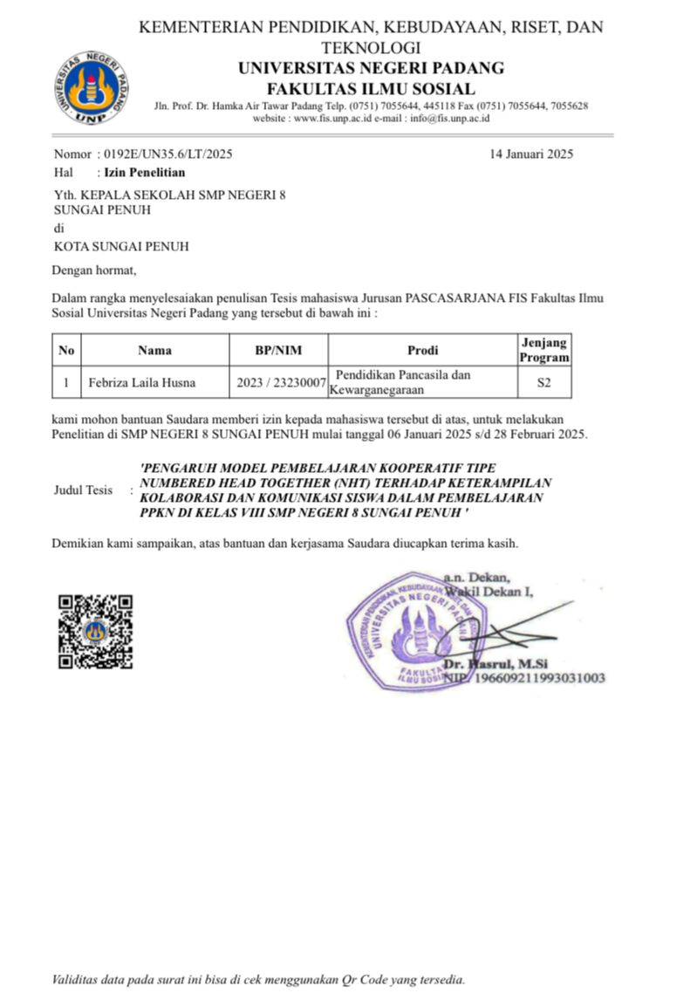 KEMENTERIAN PENDIDIKAN, KEBUDAYAAN, RISET, DAN
TEKNOLOGI
UNIVERSITAS NEGERI PADANG
FAKULTAS ILMU SOSIAL
Jln. Prof. Dr. Hamka Air Tawar Padang Telp. (0751) 7055644, 445118 Fax (0751) 7055644, 7055628
website : www.fis.unp.ac.id e-mail : info@fis.unp.ac.id
UNIVERSITAS NEGERI PADANG
UNP
Nomor : 0192E/UN35.6/LT/2025 14 Januari 2025
Hal : Izin Penelitian
Yth. KEPALA SEKOLAH SMP NEGERI 8
SUNGAI PENUH
di
KOTA SUNGAI PENUH
Dengan hormat,
Dalam rangka menyelesaiakan penulisan Tesis mahasiswa Jurusan PASCASARJANA FIS Fakultas Ilmu
Sosial Universitas Negeri Padang yang tersebut di bawah ini :
No Nama BP/NIM Prodi Jenjang Program
1 Febriza Laila Husna 2023 / 23230007 Pendidikan Pancasila dan Kewarganegaraan S2
kami mohon bantuan Saudara memberi izin kepada mahasiswa tersebut di atas, untuk melakukan
Penelitian di SMP NEGERI 8 SUNGAI PENUH mulai tanggal 06 Januari 2025 s/d 28 Februari 2025.
Judul Tesis : 'PENGARUH MODEL PEMBELAJARAN KOOPERATIF TIPE
NUMBERED HEAD TOGETHER (NHT) TERHADAP KETERAMPILAN
KOLABORASI DAN KOMUNIKASI SISWA DALAM PEMBELAJARAN
PPKN DI KELAS VIII SMP NEGERI 8 SUNGAI PENUH '
Demikian kami sampaikan, atas bantuan dan kerjasama Saudara diucapkan terima kasih.
a.n. Dekan,
Wakil Dekan I,
KEMENTERIAN PENDIDIKAN, KEBUDAYAAN, RISET, DAN
UNIVERSITAS NEGERI PADANG
FAKULTAS
ILMU SOSIAL
Dr. Hasrul, M.Si
NIP. 196609211993031003
Validitas data pada surat ini bisa di cek menggunakan Qr Code yang tersedia.